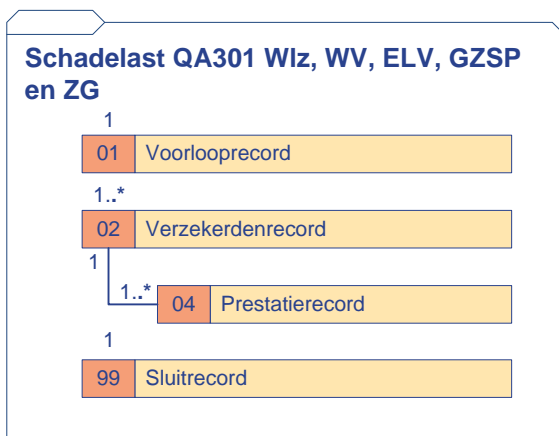 Schadelast QA301 Wlz, WV, ELV, GZSP
en ZG
1
01 Voorlooprecord
1..*
02 Verzekerdenrecord
1
1..*
04 Prestatierecord
1
99 Sluitrecord